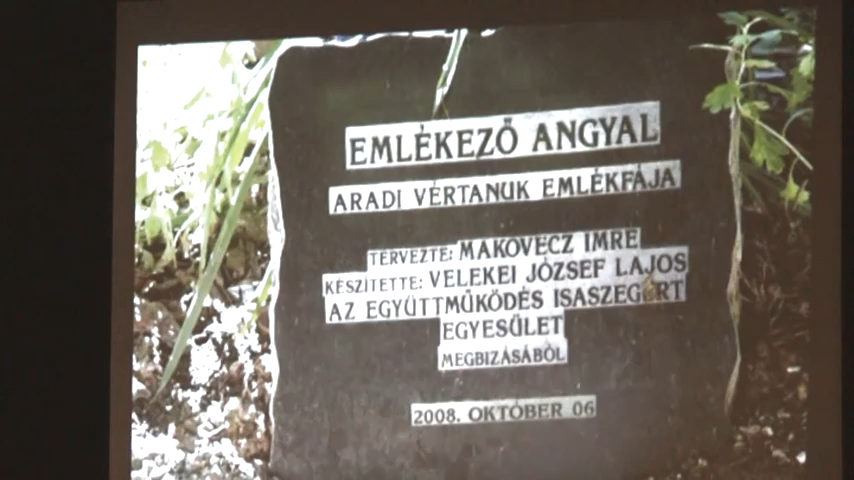 EMLÉKEZŐ ANGYAL
ARADI VÉRTANUK EMLÉKFÁJA
TERVEZTE: MAKOVECZ IMRE
KÉSZÍTETTE: VELEKEI JÓZSEF LAJOS
AZ EGYÜTTMŰKÖDÉS ISASZEGÉRT
EGYESÜLET
MEGBIZÁSÁBÓL
2008. OKTÓBER 06